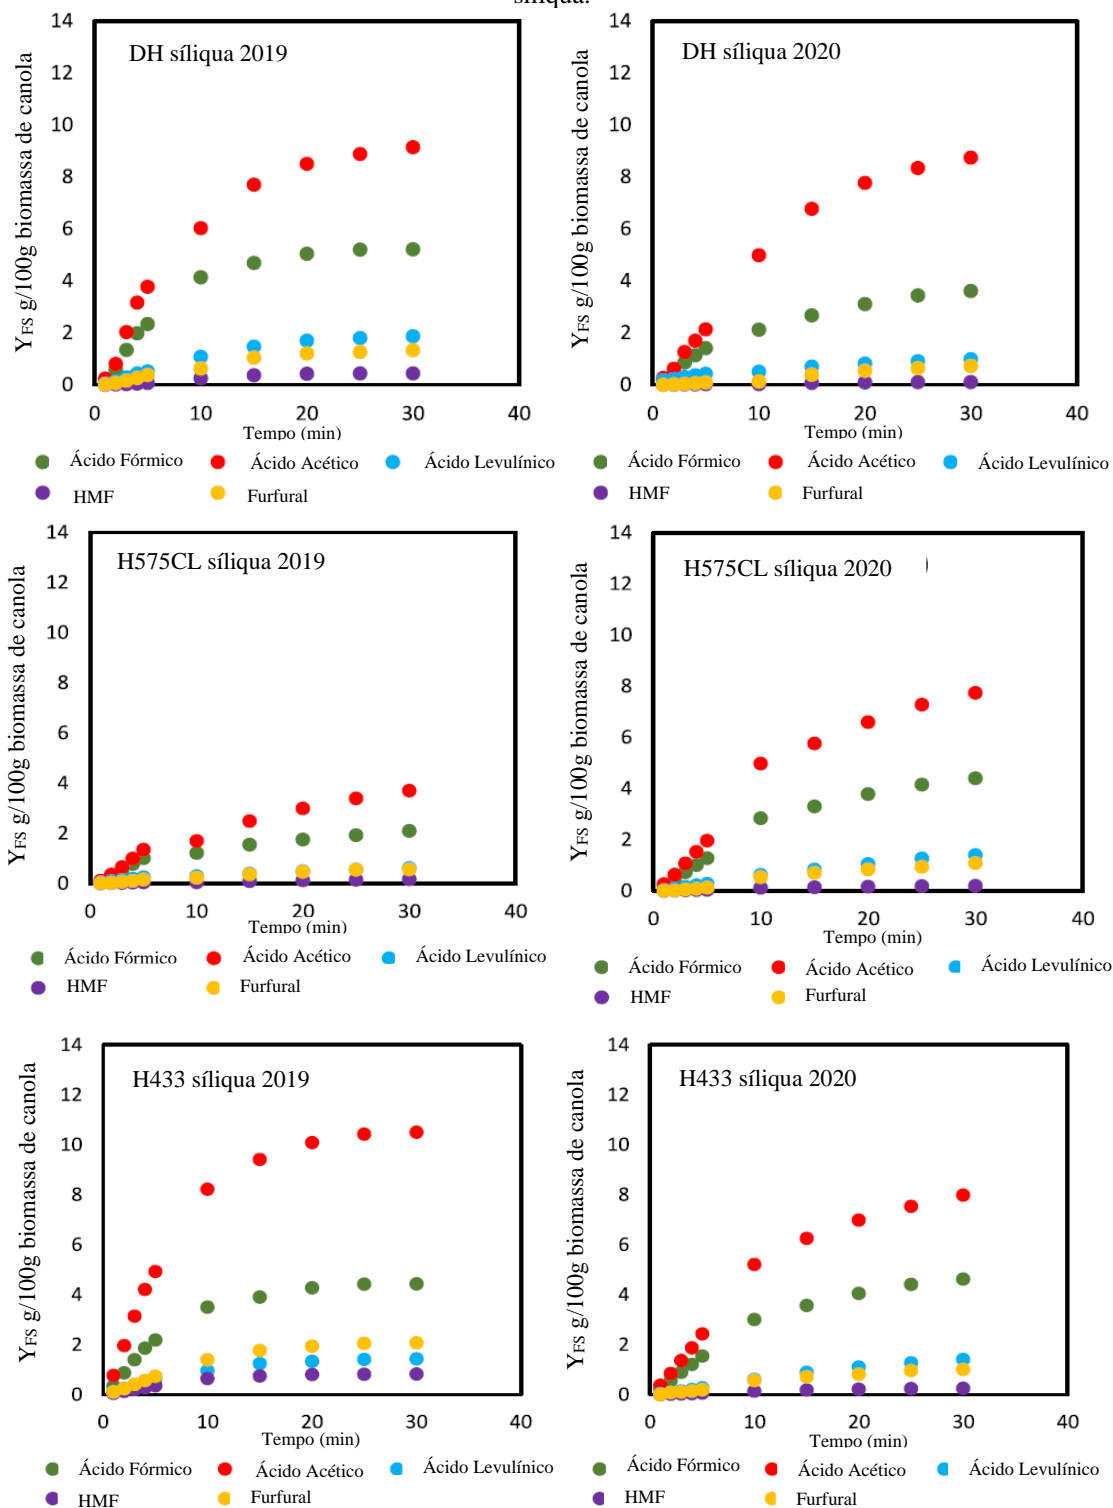 síliqua.
DH síliqua 2019
Y_FS g/100g biomassa de canola
14
12
10
8
6
4
2
0
0 10 20 30 40
Tempo (min)
Ácido Fórmico Ácido Acético Ácido Levulínico
HMF Furfural
DH síliqua 2020
Y_FS g/100g biomassa de canola
14
12
10
8
6
4
2
0
0 10 20 30 40
Tempo (min)
Ácido Fórmico Ácido Acético Ácido Levulínico
HMF Furfural
H575CL síliqua 2019
Y_FS g/100g biomassa de canola
14
12
10
8
6
4
2
0
0 10 20 30 40
Tempo (min)
Ácido Fórmico Ácido Acético Ácido Levulínico
HMF Furfural
H575CL síliqua 2020 )
Y_FS g/100g biomassa de canola
14
12
10
8
6
4
2
0
0 10 20 30 40
Tempo (min)
Ácido Fórmico Ácido Acético Ácido Levulínico
HMF Furfural
H433 síliqua 2019
Y_FS g/100g biomassa de canola
14
12
10
8
6
4
2
0
0 10 20 30 40
Tempo (min)
Ácido Fórmico Ácido Acético Ácido Levulínico
HMF Furfural
H433 síliqua 2020
Y_FS g/100g biomassa de canola
14
12
10
8
6
4
2
0
0 10 20 30 40
Tempo (min)
Ácido Fórmico Ácido Acético Ácido Levulínico
HMF Furfural